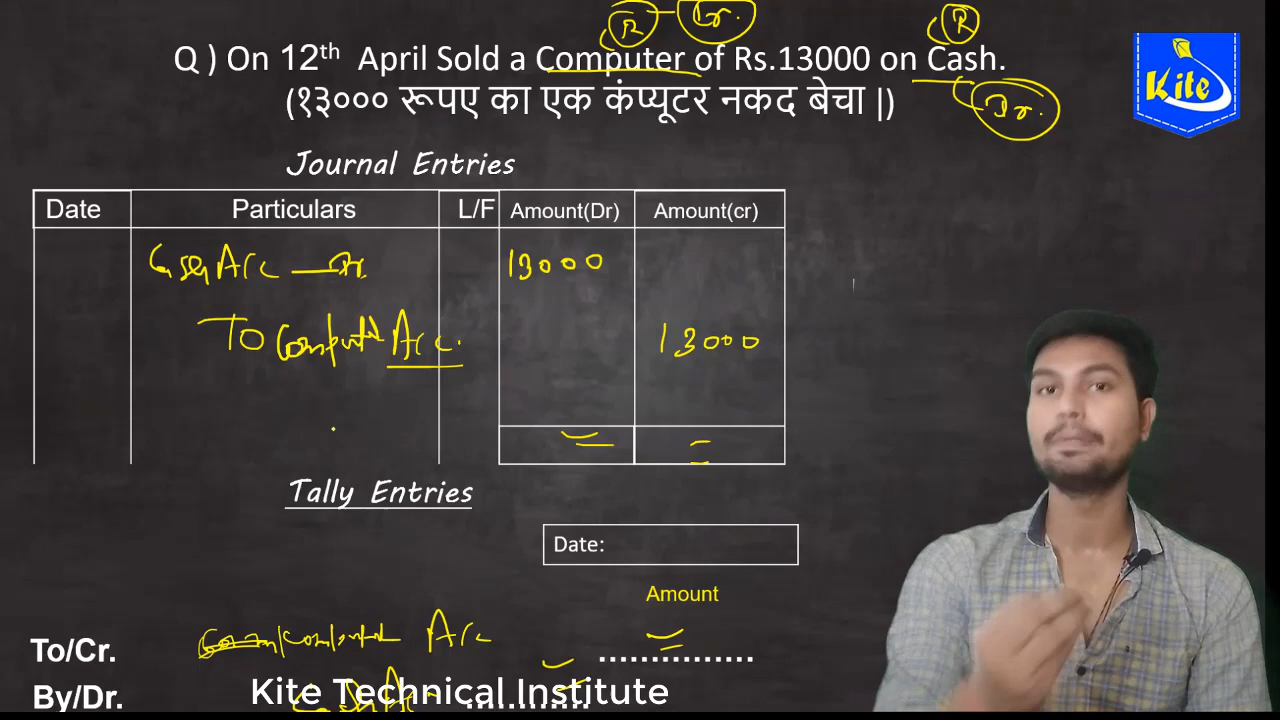 Q ) On 12th April Sold a Computer of Rs.13000 on Cash.
(१३००० रूपए का एक कंप्यूटर नकद बेचा |)
Kite
Journal Entries
Date Particulars L/F Amount(Dr) Amount(cr)
Cash A/c Dr. 13000
To Computer A/c. 13000
Tally Entries
Date:
Amount
To/Cr. Computer A/c ...............
By/Dr. Cash A/c
Kite Technical Institute